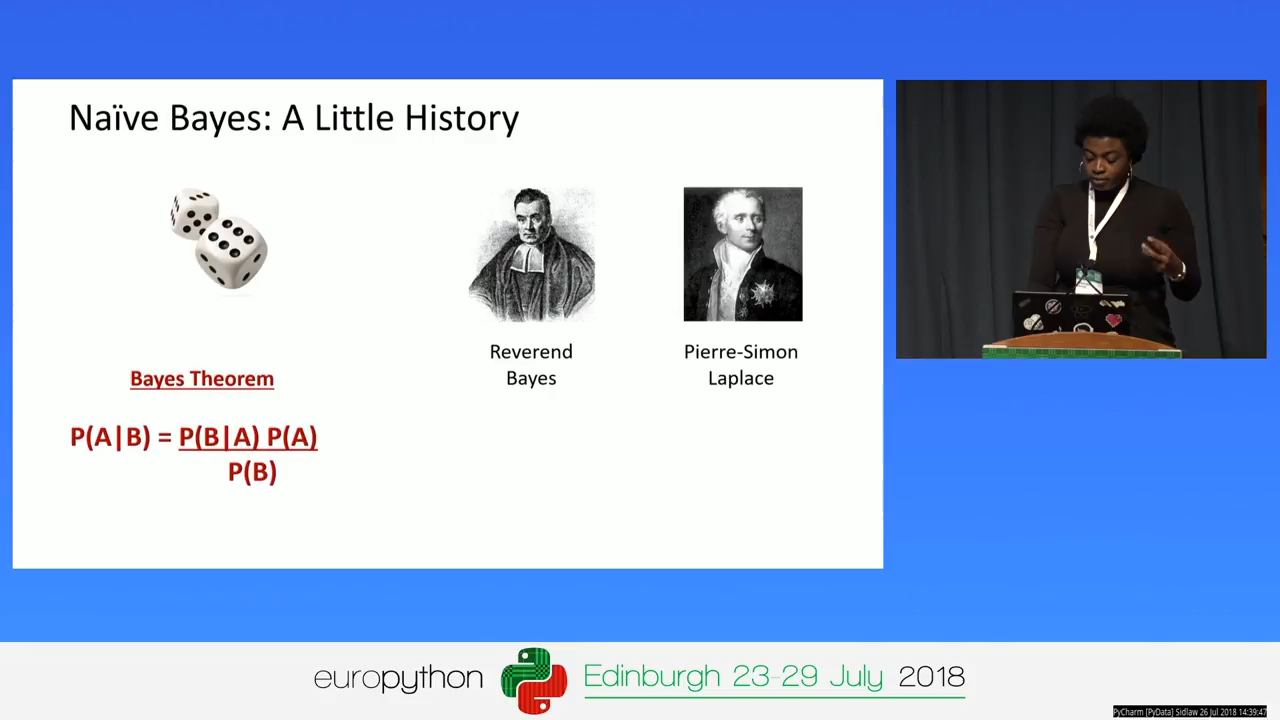 Naïve Bayes: A Little History
Reverend
Bayes
Pierre-Simon
Laplace
Bayes Theorem
P(A|B) = P(B|A) P(A)
P(B)
europython
Edinburgh 23-29 July 2018
PyCharm [PyData] Sidlaw 26 Jul 2018 14:39:47